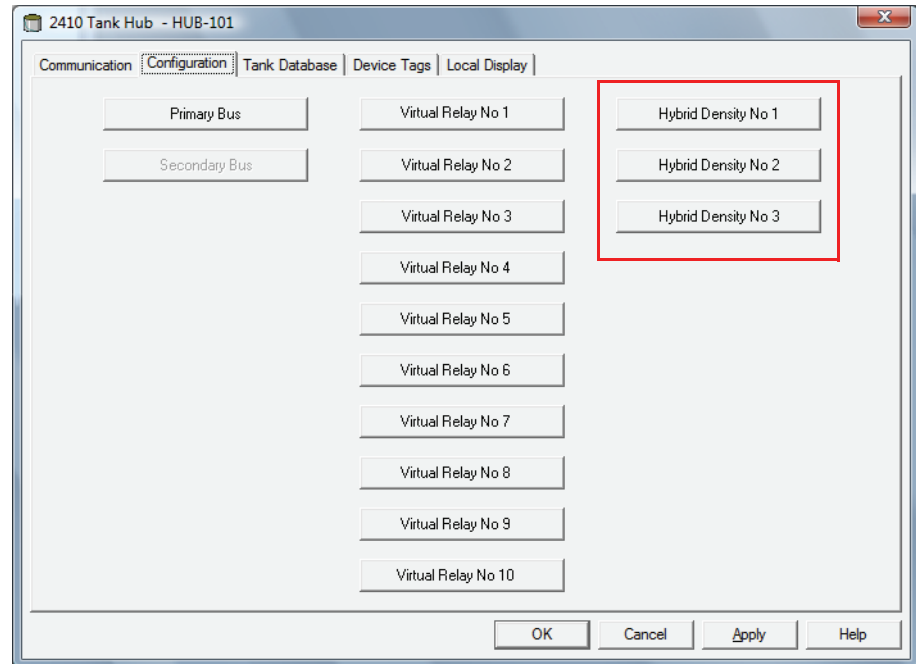 2410 Tank Hub - HUB-101
Communication Configuration Tank Database Device Tags Local Display
Primary Bus Virtual Relay No 1 Hybrid Density No 1
Secondary Bus Virtual Relay No 2 Hybrid Density No 2
Virtual Relay No 3 Hybrid Density No 3
Virtual Relay No 4
Virtual Relay No 5
Virtual Relay No 6
Virtual Relay No 7
Virtual Relay No 8
Virtual Relay No 9
Virtual Relay No 10
OK Cancel Apply Help